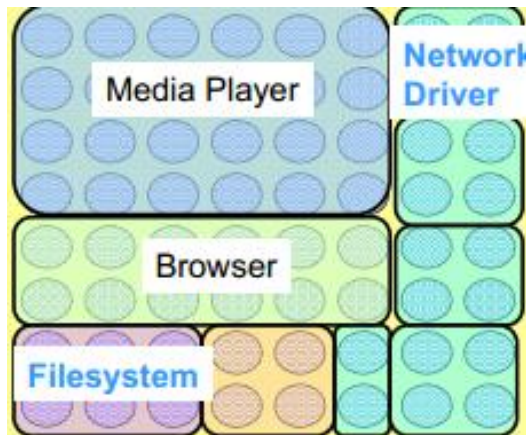 Media Player
Network
Driver
Browser
Filesystem